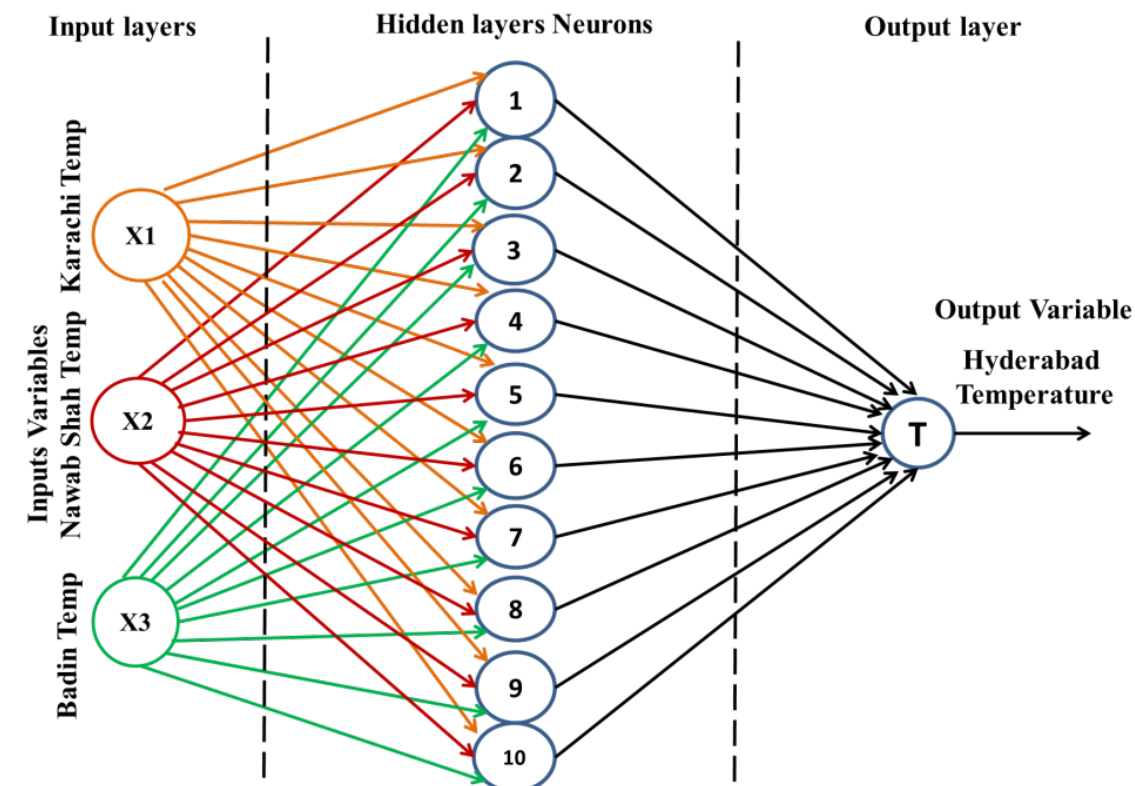 Input layers
Hidden layers Neurons
Output layer
Inputs Variables
Karachi Temp
Nawab Shah Temp
Badin Temp
X1
X2
X3
1
2
3
4
5
6
7
8
9
10
T
Output Variable
Hyderabad
Temperature